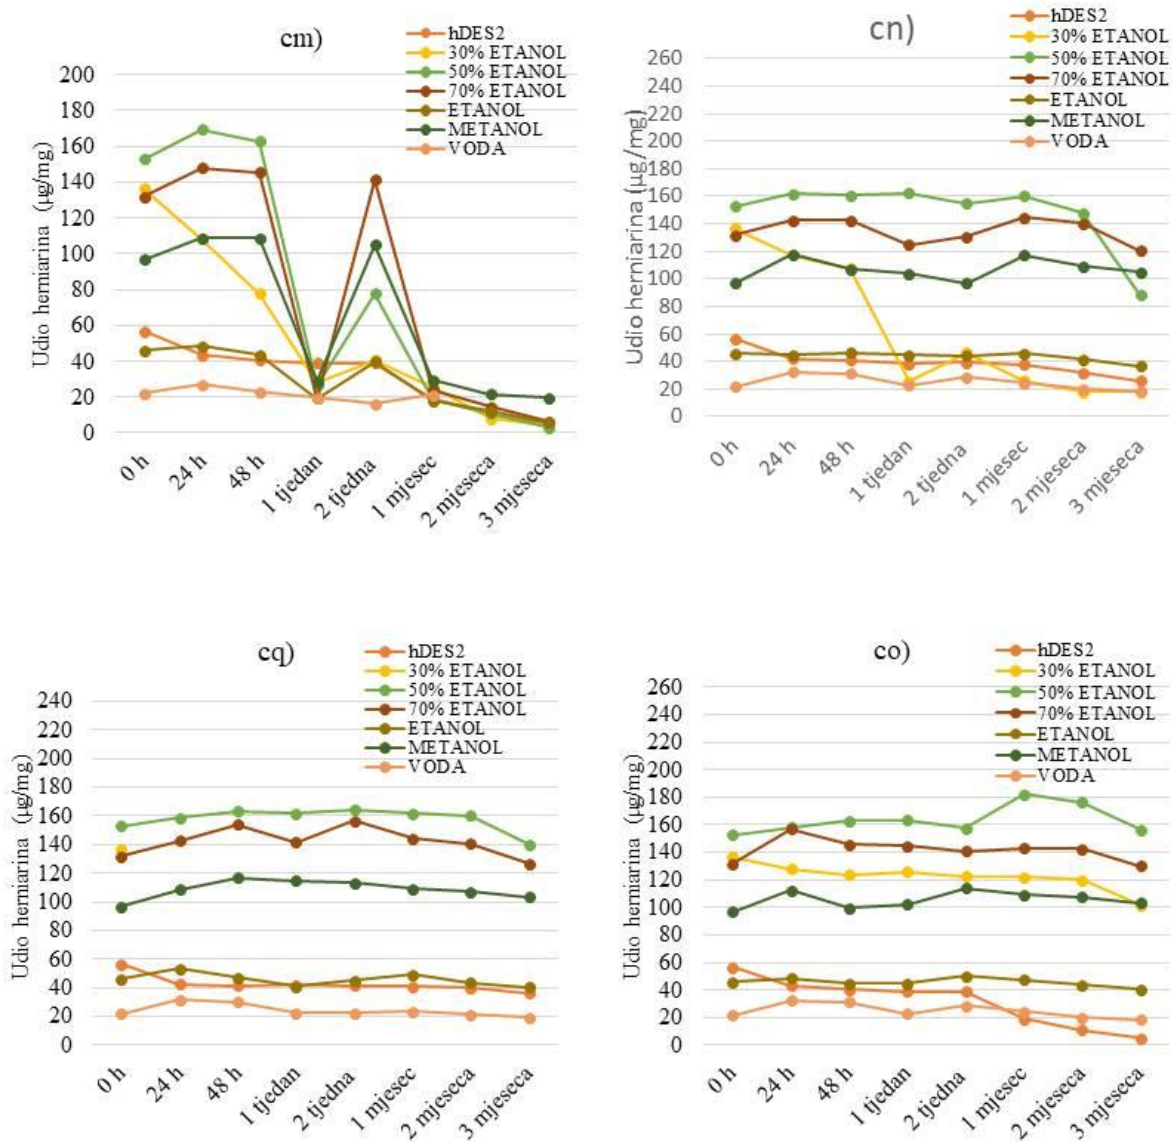 cm)
hDES2
30% ETANOL
50% ETANOL
70% ETANOL
ETANOL
METANOL
VODA
Udio herniarina (µg/mg)
200
180
160
140
120
100
80
60
40
20
0
0 h
24 h
48 h
1 tjedan
2 tjedna
1 mjesec
2 mjeseca
3 mjeseca
cn)
hDES2
30% ETANOL
50% ETANOL
70% ETANOL
ETANOL
METANOL
VODA
Udio herniarina (µg/mg)
260
240
220
200
180
160
140
120
100
80
60
40
20
0
0 h
24 h
48 h
1 tjedan
2 tjedna
1 mjesec
2 mjeseca
3 mjeseca
cq)
hDES2
30% ETANOL
50% ETANOL
70% ETANOL
ETANOL
METANOL
VODA
Udio herniarina (µg/mg)
240
220
200
180
160
140
120
100
80
60
40
20
0
0 h
24 h
48 h
1 tjedan
2 tjedna
1 mjesec
2 mjeseca
3 mjeseca
co)
hDES2
30% ETANOL
50% ETANOL
70% ETANOL
ETANOL
METANOL
VODA
Udio herniarina (µg/mg)
260
240
220
200
180
160
140
120
100
80
60
40
20
0
0 h
24 h
48 h
1 tjedan
2 tjedna
1 mjesec
2 mjeseca
3 mjeseca